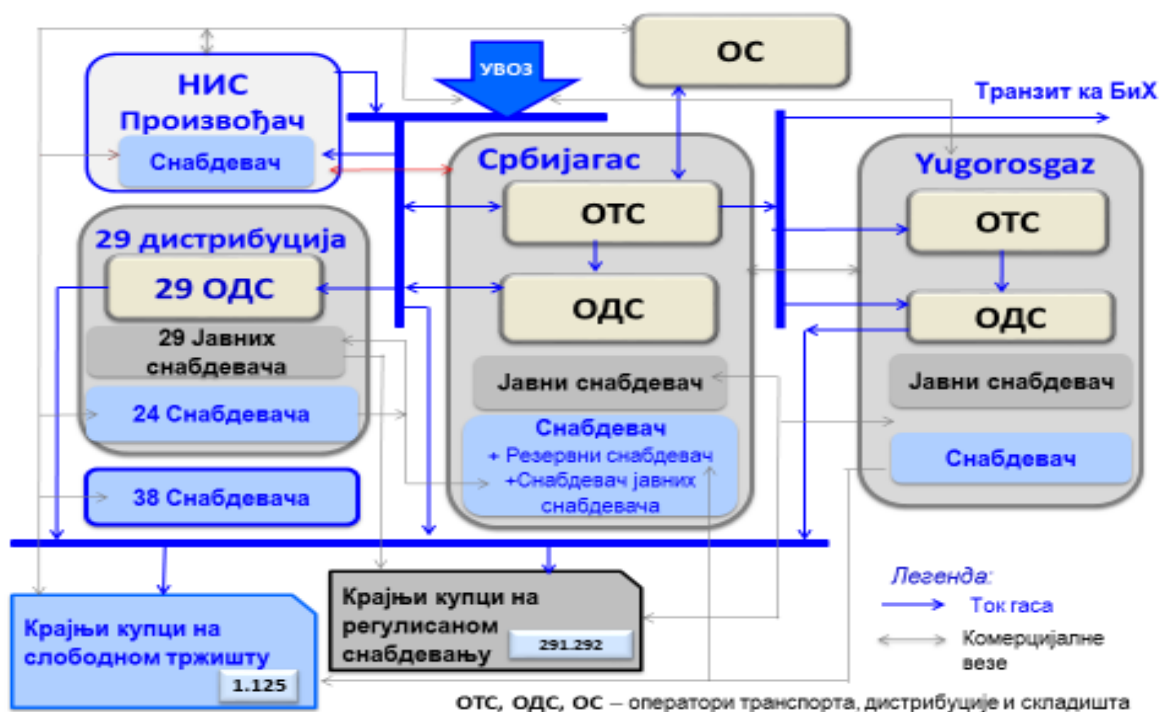 ОС
УВОЗ
НИС
Произвођач
Снабдевач
Транзит ка БиХ
Србијагас
ОТС
ОДС
Јавни снабдевач
Снабдевач
+ Резервни снабдевач
+Снабдевач јавних
снабдевача
Yugorosgaz
ОТС
ОДС
Јавни снабдевач
Снабдевач
29 дистрибуција
29 ОДС
29 Јавних
снабдевача
24 Снабдевача
38 Снабдевача
Крајњи купци на
слободном тржишту
1.125
Крајњи купци на
регулисаном
снабдевању
291.292
Легенда:
Ток гаса
Комерцијалне
везе
ОТС, ОДС, ОС – оператори транспорта, дистрибуције и складишта